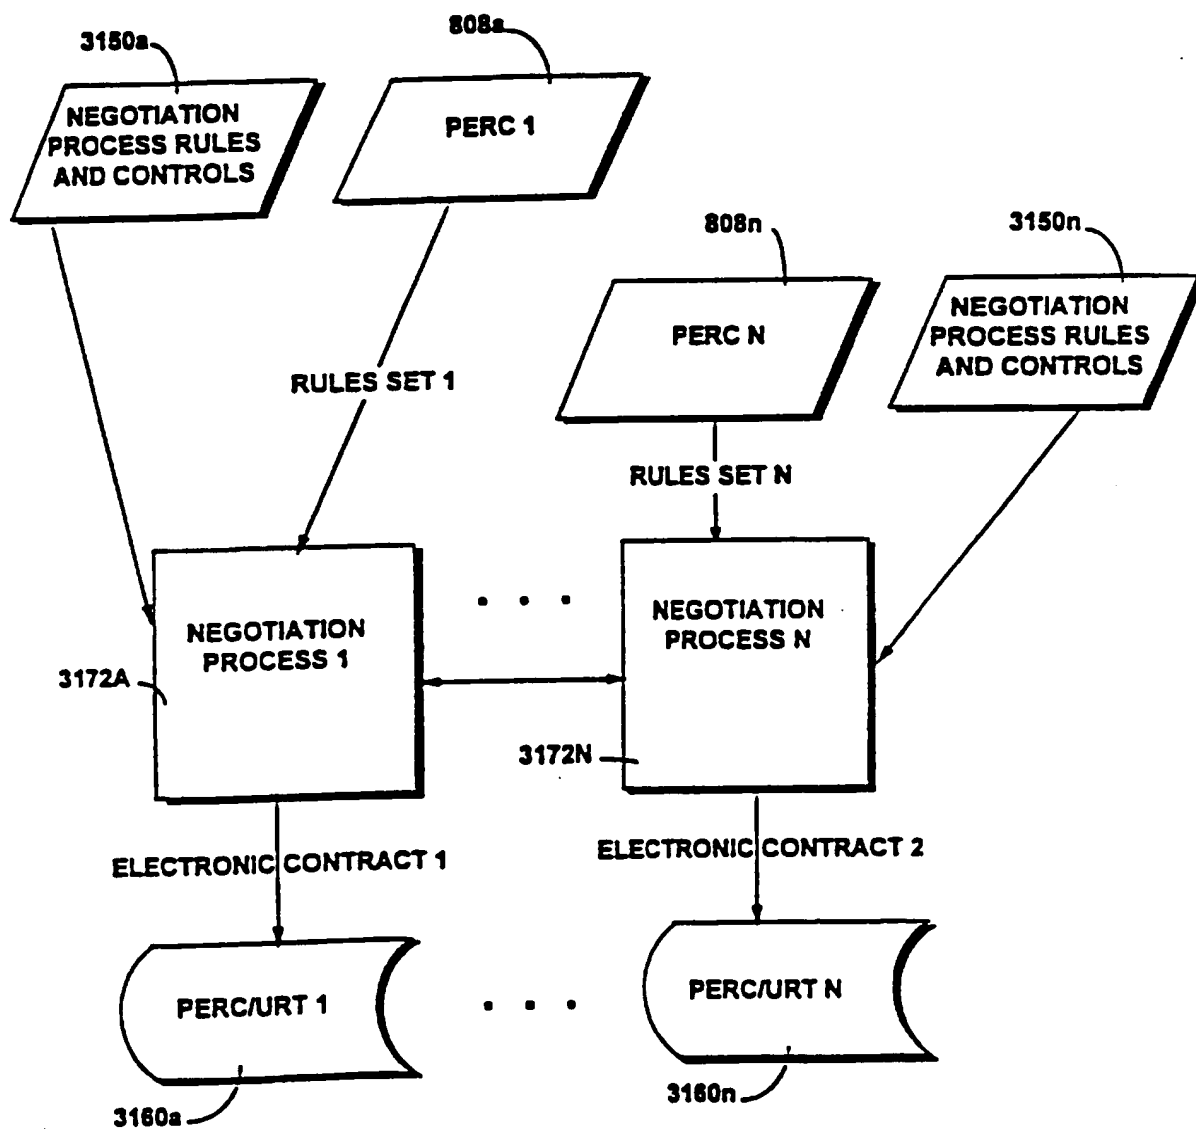 3150a
808a
NEGOTIATION
PROCESS RULES
AND CONTROLS
PERC 1
808n
3150n
PERC N
NEGOTIATION
PROCESS RULES
AND CONTROLS
RULES SET 1
RULES SET N
NEGOTIATION
PROCESS 1
NEGOTIATION
PROCESS N
3172A
3172N
ELECTRONIC CONTRACT 1
ELECTRONIC CONTRACT 2
PERC/URT 1
PERC/URT N
3160a
3160n